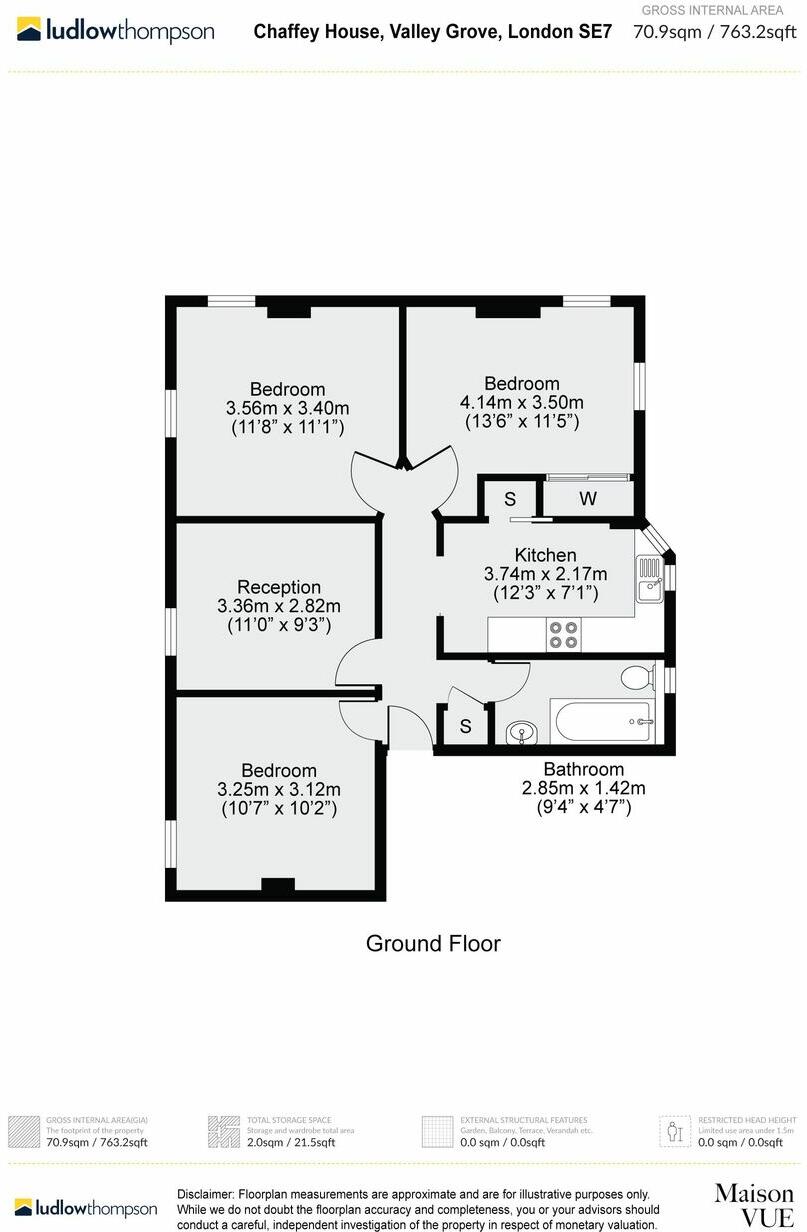 ludlowthompson
Chaffey House, Valley Grove, London SE7
GROSS INTERNAL AREA
70.9sqm / 763.2sqft
Bedroom
3.56m x 3.40m
(11'8" x 11'1")
Bedroom
4.14m x 3.50m
(13'6" x 11'5")
S
W
Kitchen
3.74m x 2.17m
(12'3" x 7'1")
Reception
3.36m x 2.82m
(11'0" x 9'3")
S
Bedroom
3.25m x 3.12m
(10'7" x 10'2")
Bathroom
2.85m x 1.42m
(9'4" x 4'7")
Ground Floor
GROSS INTERNAL AREA(GIA)
The footprint of the property
70.9sqm / 763.2sqft
TOTAL STORAGE SPACE
Storage and wardrobe total area
2.0sqm / 21.5sqft
EXTERNAL STRUCTURAL FEATURES
Garden, Balcony, Terrace, Verandah etc.
0.0 sqm / 0.0sqft
RESTRICTED HEAD HEIGHT
Limited use area under 1.5m
0.0 sqm / 0.0sqft
ludlowthompson
Disclaimer: Floorplan measurements are approximate and are for illustrative purposes only.
While we do not doubt the floorplan accuracy and completeness, you or your advisors should
conduct a careful, independent investigation of the property in respect of monetary valuation.
Maison
VUE